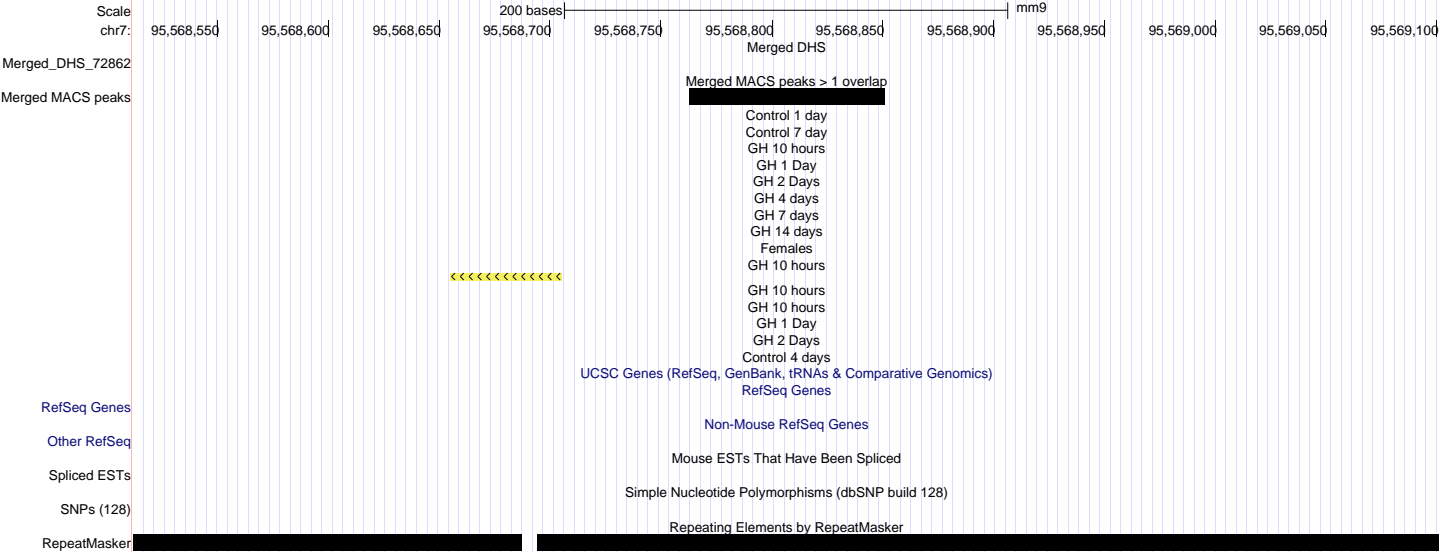 Scale 200 bases mm9
chr7: 95,568,550 95,568,600 95,568,650 95,568,700 95,568,750 95,568,800 95,568,850 95,568,900 95,568,950 95,569,000 95,569,050 95,569,100
Merged DHS
Merged_DHS_72862
Merged MACS peaks > 1 overlap
Merged MACS peaks
Control 1 day
Control 7 day
GH 10 hours
GH 1 Day
GH 2 Days
GH 4 days
GH 7 days
GH 14 days
Females
GH 10 hours
GH 10 hours
GH 10 hours
GH 1 Day
GH 2 Days
Control 4 days
UCSC Genes (RefSeq, GenBank, tRNAs & Comparative Genomics)
RefSeq Genes
RefSeq Genes
Non-Mouse RefSeq Genes
Other RefSeq
Mouse ESTs That Have Been Spliced
Spliced ESTs
Simple Nucleotide Polymorphisms (dbSNP build 128)
SNPs (128)
Repeating Elements by RepeatMasker
RepeatMasker